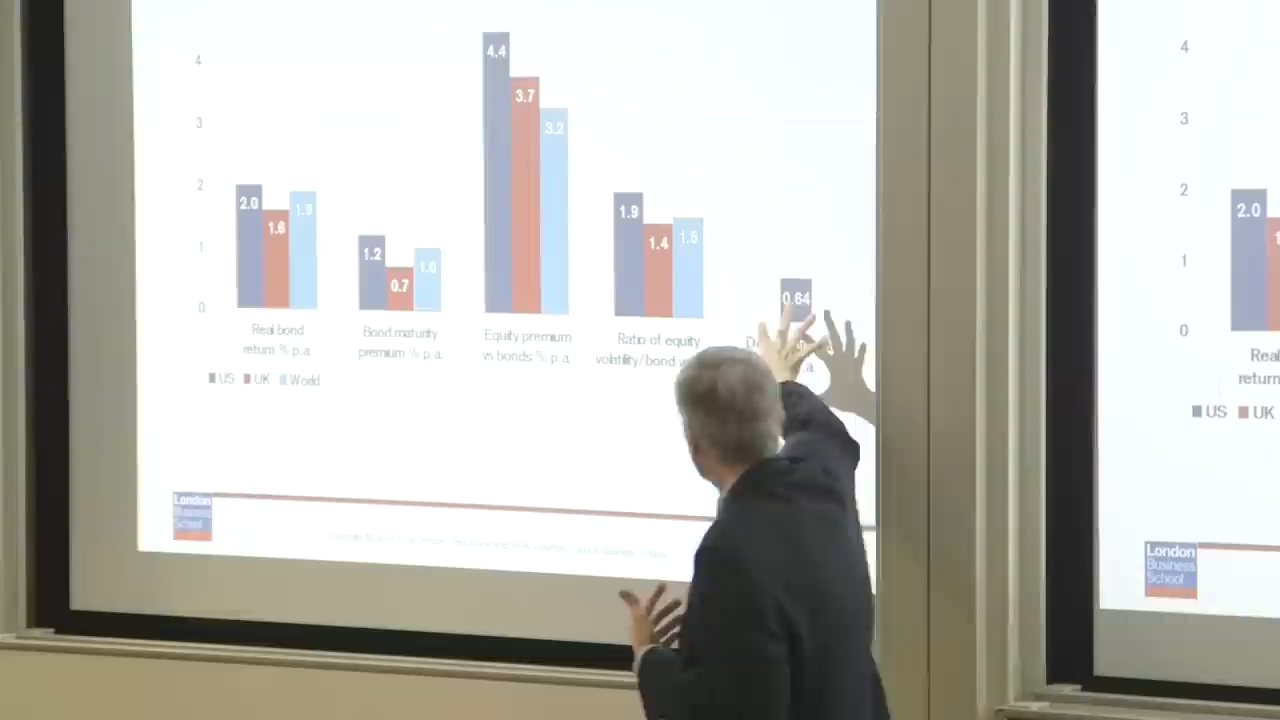 4
3
2
1
0
2.0
1.6
1.9
1.2
0.7
1.0
4.4
3.7
3.2
1.9
1.4
1.5
0.64
Real bond
return % p.a.
Bond maturity
premium % p.a.
Equity premium
vs bonds % p.a.
Ratio of equity
volatility/bond
US UK World
London
Business
School
4
3
2
1
0
2.0
Real
return
US UK
London
Business
School